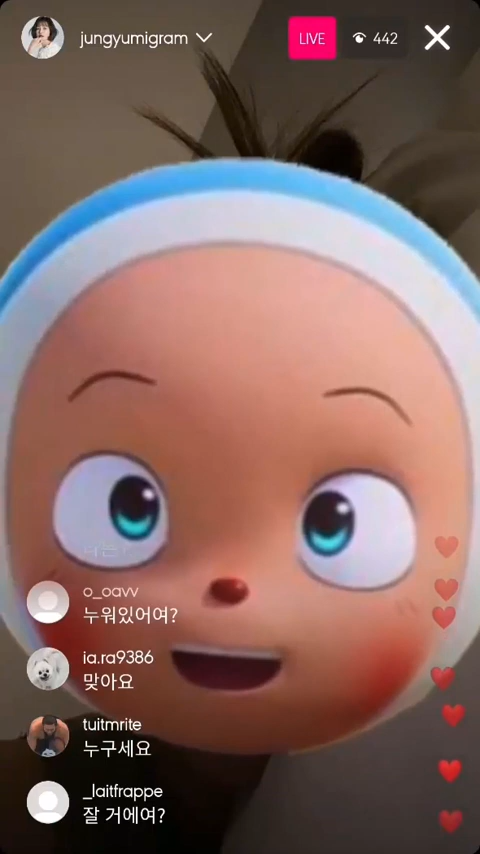 jungyumigram
LIVE
442
o_oavv
누워있어여?
ia.ra9386
맞아요
tuitmrite
누구세요
_laitfrappe
잘 거에여?